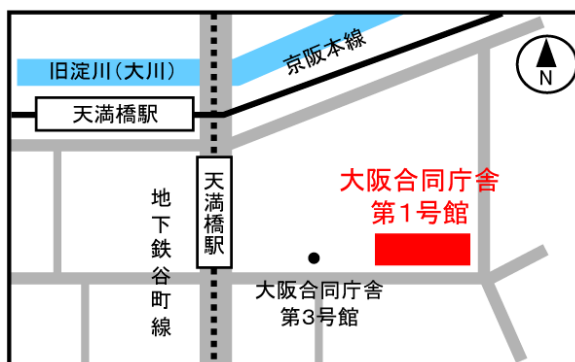 旧淀川(大川)
京阪本線
N
天満橋駅
天満橋駅
地下鉄谷町線
大阪合同庁舎
第1号館
大阪合同庁舎
第3号館